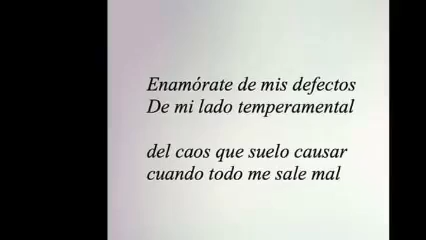 Enamórate de mis defectos
De mi lado temperamental
del caos que suelo causar
cuando todo me sale mal